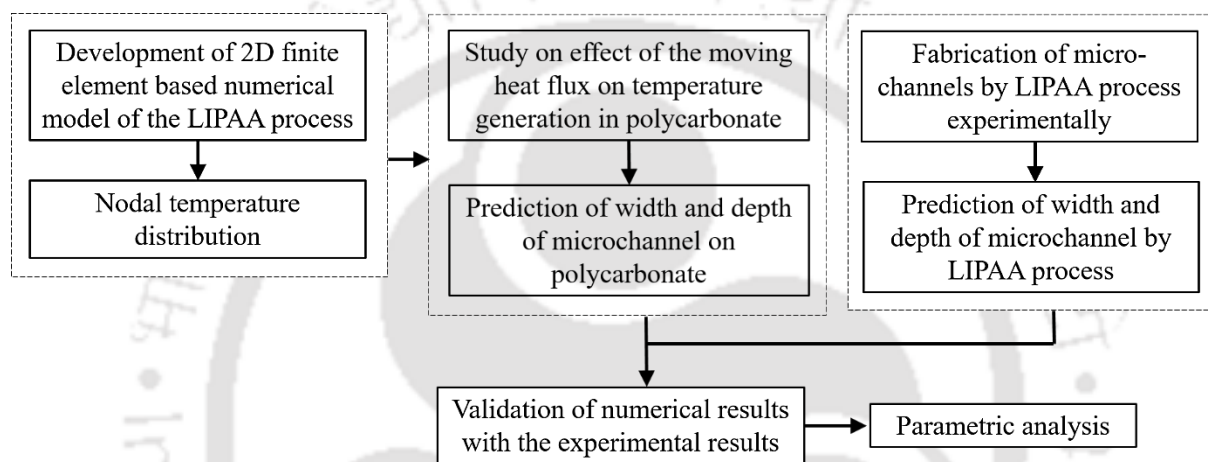 Development of 2D finite
element based numerical
model of the LIPAA process
Nodal temperature
distribution
Study on effect of the moving
heat flux on temperature
generation in polycarbonate
Prediction of width and depth
of microchannel on
polycarbonate
Fabrication of micro-
channels by LIPAA process
experimentally
Prediction of width and
depth of microchannel by
LIPAA process
Validation of numerical results
with the experimental results
Parametric analysis